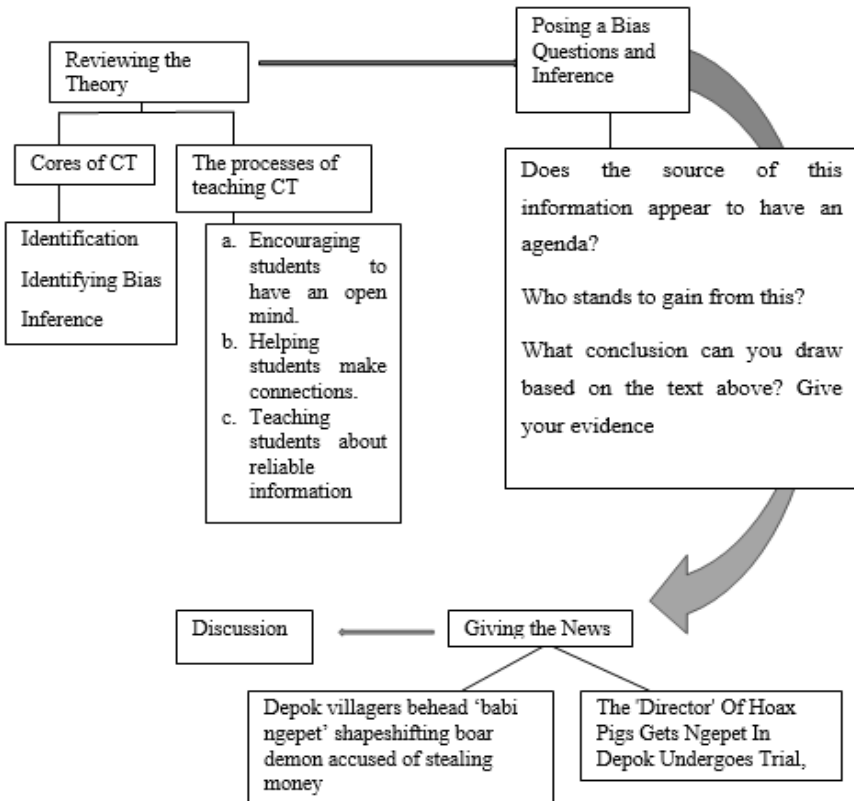 Reviewing the
Theory
Posing a Bias
Questions and
Inference
Cores of CT
The processes of
teaching CT
Identification
Identifying Bias
Inference
a. Encouraging
students to
have an open
mind.
b. Helping
students make
connections.
c. Teaching
students about
reliable
information
Does the source of this
information appear to have an
agenda?
Who stands to gain from this?
What conclusion can you draw
based on the text above? Give
your evidence
Discussion
Giving the News
Depok villagers behead ‘babi
ngepet’ shapeshifting boar
demon accused of stealing
money
The 'Director' Of Hoax
Pigs Gets Ngepet In
Depok Undergoes Trial,